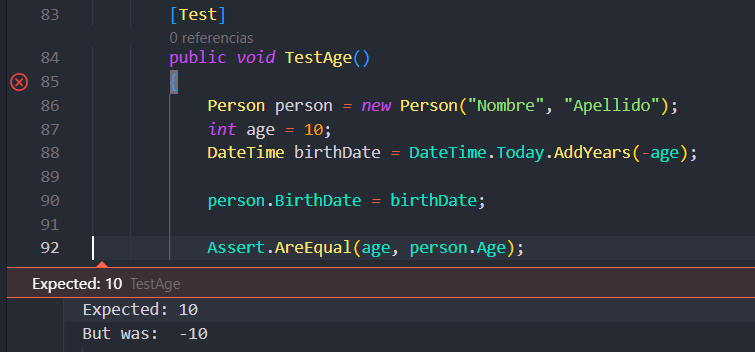 83 [Test]
0 referencias
84 public void TestAge()
85 {
86 Person person = new Person("Nombre", "Apellido");
87 int age = 10;
88 DateTime birthDate = DateTime.Today.AddYears(-age);
89
90 person.BirthDate = birthDate;
91
92 Assert.AreEqual(age, person.Age);
Expected: 10 TestAge
Expected: 10
But was:  -10